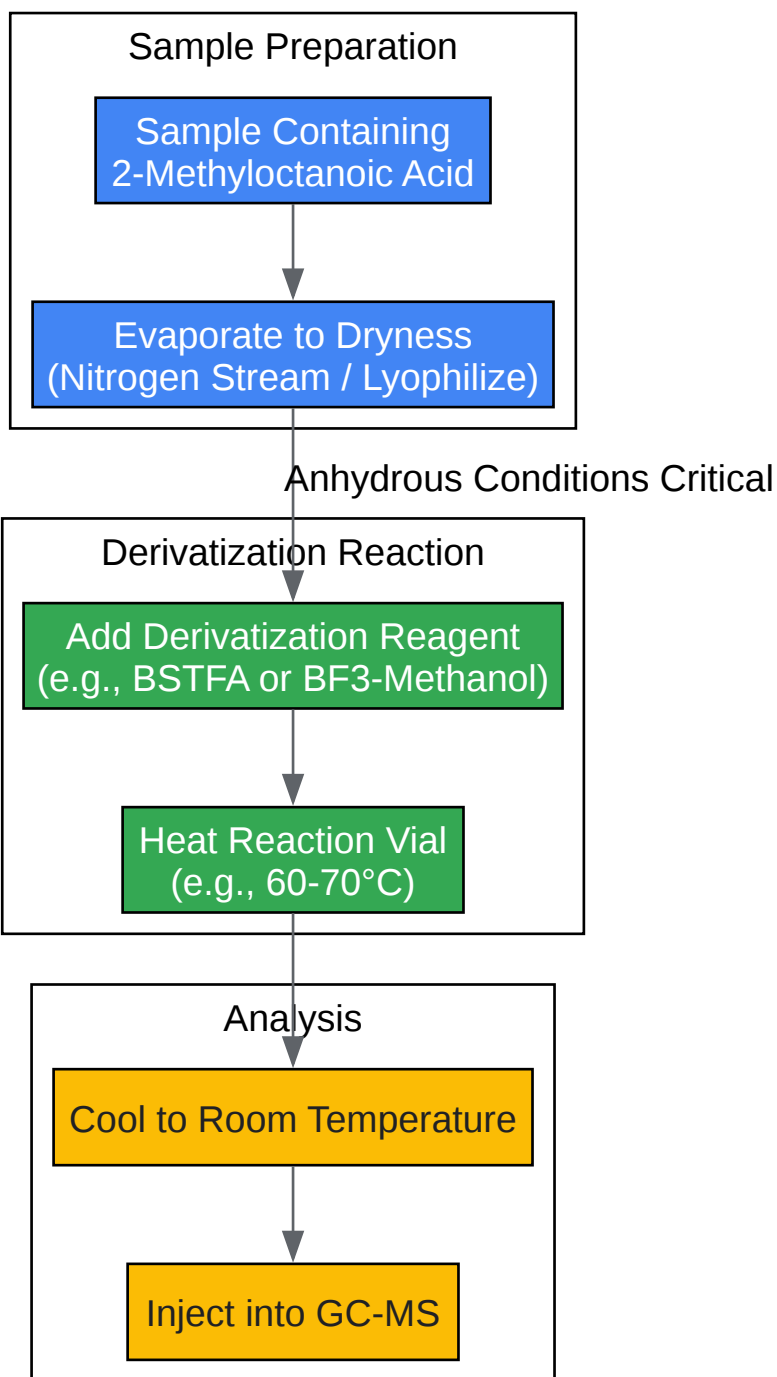 Sample Preparation
Sample Containing
2-Methyloctanoic Acid
Evaporate to Dryness
(Nitrogen Stream / Lyophilize)
Anhydrous Conditions Critical
Derivatization Reaction
Add Derivatization Reagent
(e.g., BSTFA or BF3-Methanol)
Heat Reaction Vial
(e.g., 60-70°C)
Analysis
Cool to Room Temperature
Inject into GC-MS